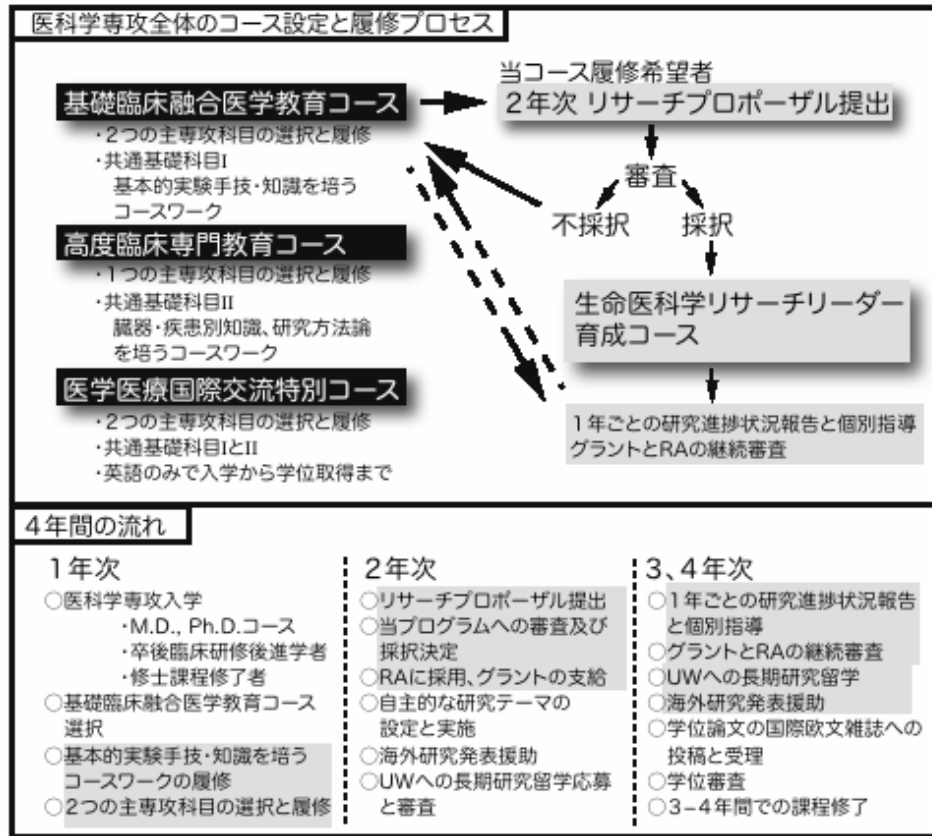 医科学専攻全体のコース設定と履修プロセス
基礎臨床融合医学教育コース
・2つの主専攻科目の選択と履修
・共通基礎科目I
基本的実験手技・知識を培う
コースワーク
高度臨床専門教育コース
・1つの主専攻科目の選択と履修
・共通基礎科目II
臓器・疾患別知識、研究方法論
を培うコースワーク
医学医療国際交流特別コース
・2つの主専攻科目の選択と履修
・共通基礎科目IとII
・英語のみで入学から学位取得まで
当コース履修希望者
2年次 リサーチプロポーザル提出
審査
不採択
採択
生命医科学リサーチリーダー
育成コース
1年ごとの研究進捗状況報告と個別指導
グラントとRAの継続審査
4年間の流れ
1年次
○医科学専攻入学
・M.D., Ph.D.コース
・卒後臨床研修後進学者
・修士課程修了者
○基礎臨床融合医学教育コース
選択
○基本的実験手技・知識を培う
コースワークの履修
○2つの主専攻科目の選択と履修
2年次
○リサーチプロポーザル提出
○当プログラムへの審査及び
採択決定
○RAに採用、グラントの支給
○自主的な研究テーマの
設定と実施
○海外研究発表援助
○UWへの長期研究留学応募
と審査
3、4年次
○1年ごとの研究進捗状況報告
と個別指導
○グラントとRAの継続審査
○UWへの長期研究留学
○海外研究発表援助
○学位論文の国際欧文雑誌への
投稿と受理
○学位審査
○3−4年間での課程修了